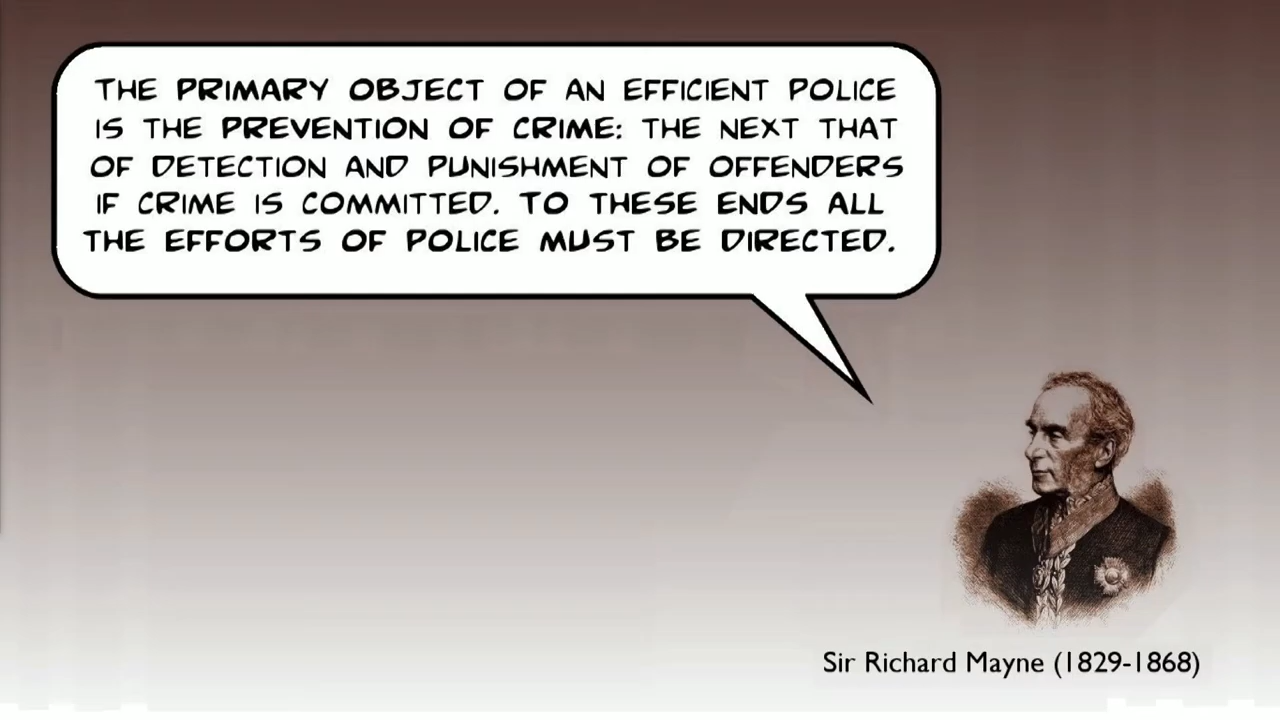 THE PRIMARY OBJECT OF AN EFFICIENT POLICE
IS THE PREVENTION OF CRIME: THE NEXT THAT
OF DETECTION AND PUNISHMENT OF OFFENDERS
IF CRIME IS COMMITTED. TO THESE ENDS ALL
THE EFFORTS OF POLICE MUST BE DIRECTED.
Sir Richard Mayne (1829-1868)